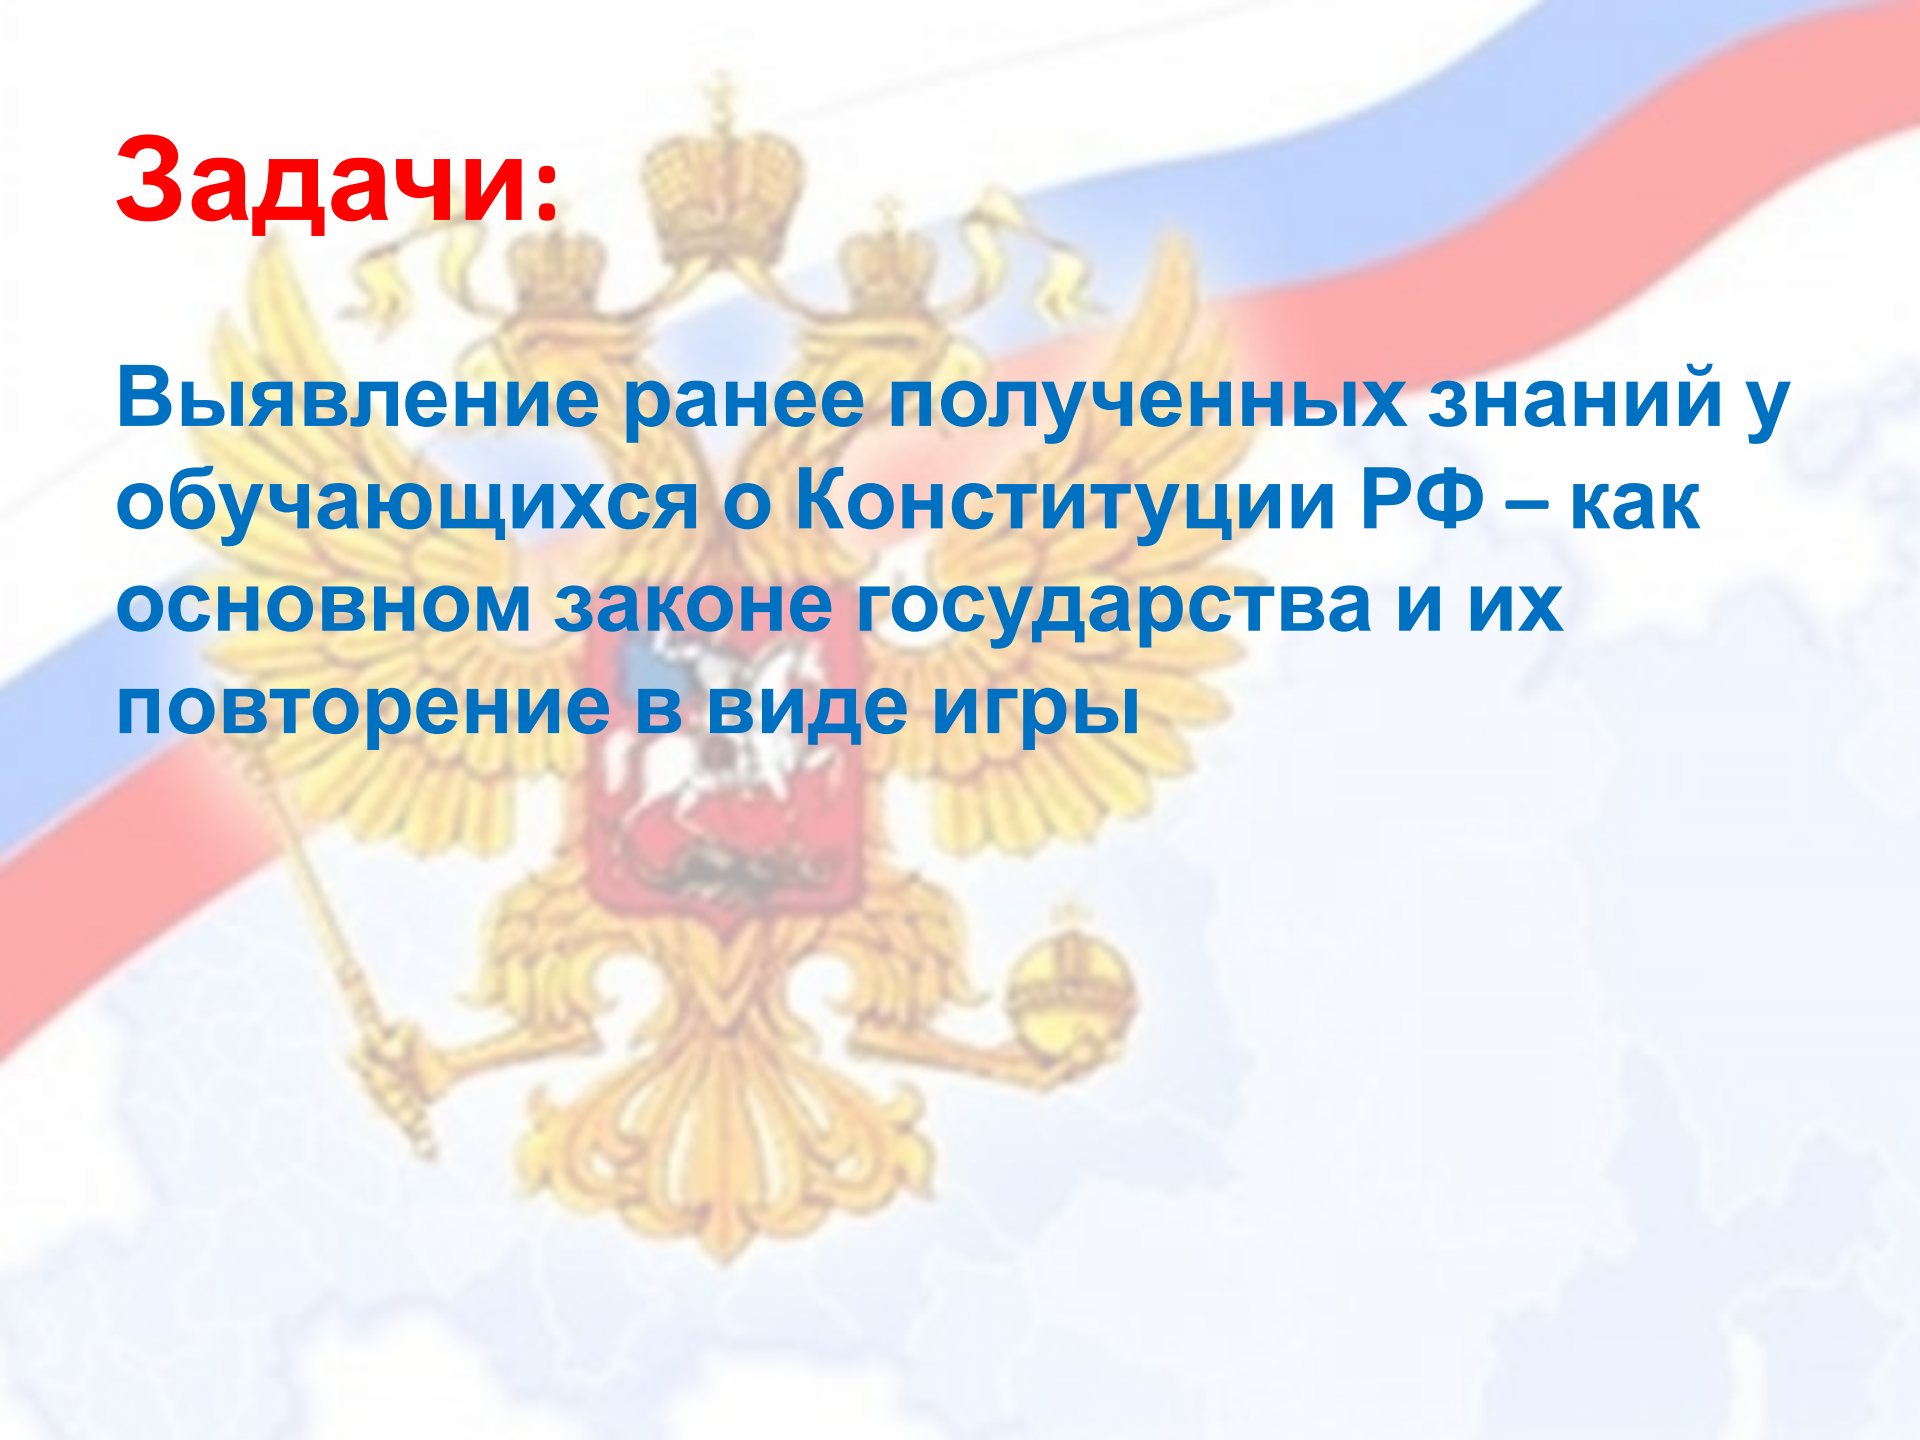 Задачи:
Выявление ранее полученных знаний у
обучающихся о Конституции РФ – как
основном законе государства и их
повторение в виде игры